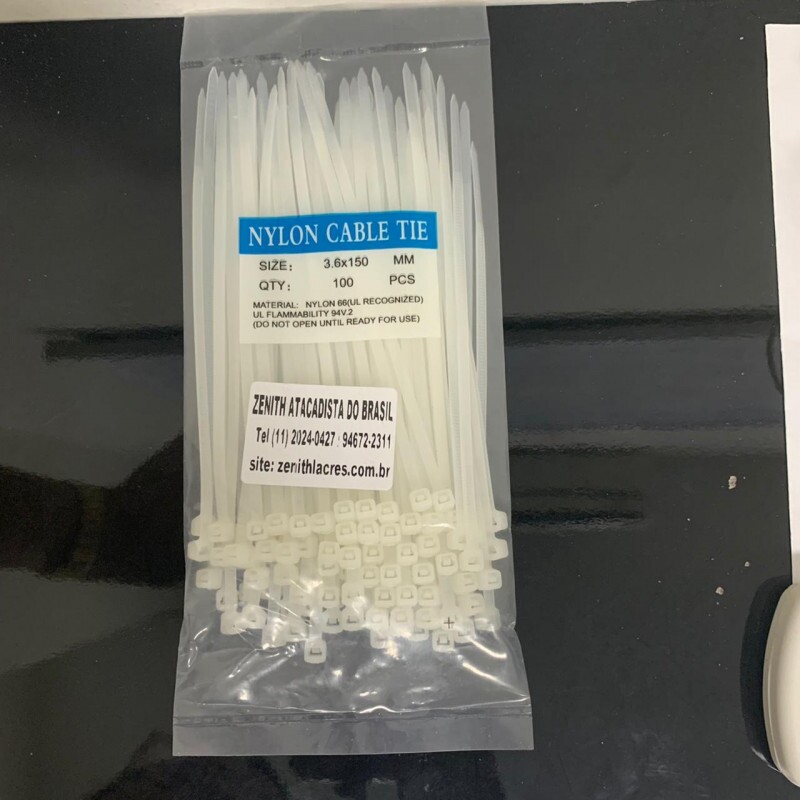 NYLON CABLE TIE
SIZE: 3.6x150 MM
QTY: 100 PCS
MATERIAL: NYLON 66(UL RECOGNIZED)
UL FLAMMABILITY 94V.2
(DO NOT OPEN UNTIL READY FOR USE)
ZENITH ATACADISTA DO BRASIL
Tel (11) 2024-0427 : 94672-2311
site: zenithlacres.com.br